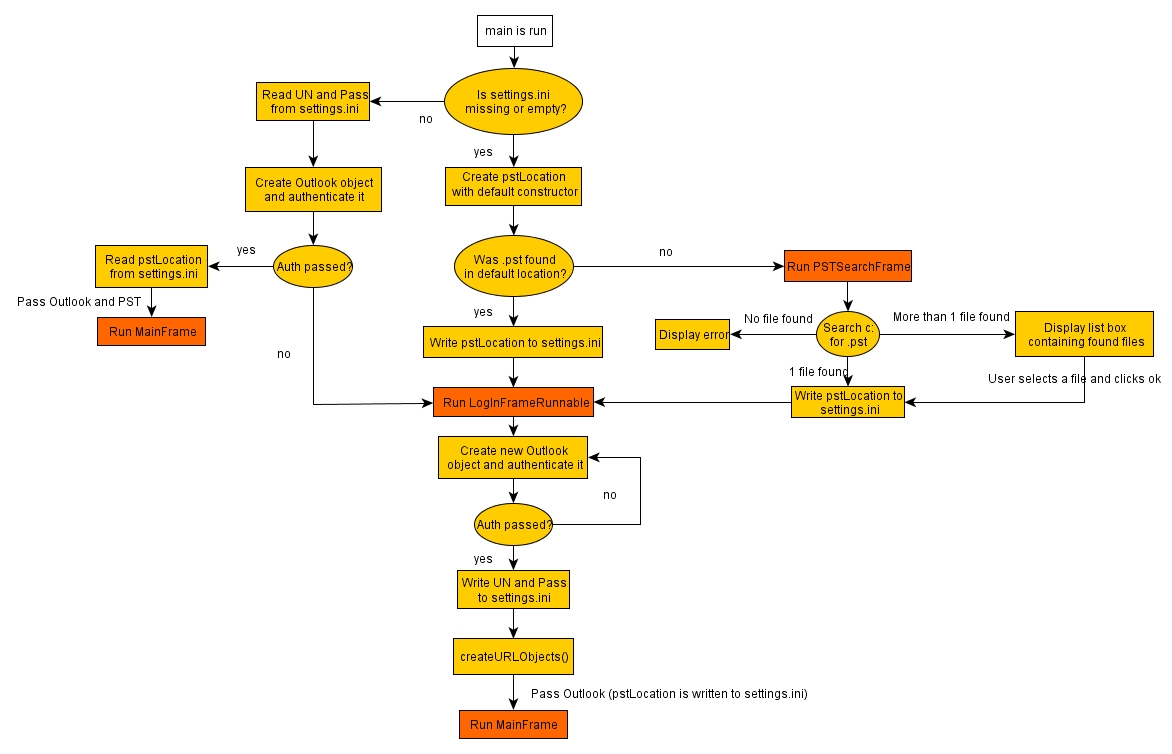 main is run
Is settings.ini
missing or empty?
no
yes
Read UN and Pass
from settings.ini
Create Outlook object
and authenticate it
Create pstLocation
with default constructor
Auth passed?
yes
no
Read pstLocation
from settings.ini
Pass Outlook and PST
Run MainFrame
Was .pst found
in default location?
no
yes
Run PSTSearchFrame
Search c:
for .pst
No file found
Display error
More than 1 file found
Display list box
containing found files
1 file found
User selects a file and clicks ok
Write pstLocation to
settings.ini
Write pstLocation to settings.ini
Run LogInFrameRunnable
Create new Outlook
object and authenticate it
no
Auth passed?
yes
Write UN and Pass
to settings.ini
createURLObjects()
Pass Outlook (pstLocation is written to settings.ini)
Run MainFrame